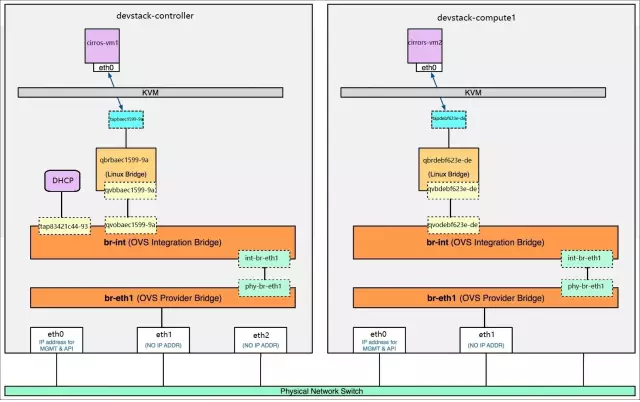 devstack-controller
cirros-vm1
eth0
KVM
tapbaec1599-9a
qbrbaec1599-9a
(Linux Bridge)
qvbbaec1599-9a
DHCP
tap83421c44-93
qvobaec1599-9a
br-int (OVS Integration Bridge)
int-br-eth1
phy-br-eth1
br-eth1 (OVS Provider Bridge)
eth0
IP address for
MGMT & API
eth1
(NO IP ADDR)
eth2
(NO IP ADDR)
devstack-compute1
cirrors-vm2
eth0
KVM
tapdebf623e-de
qbrdebf623e-de
(Linux Bridge)
qvbdebf623e-de
qvodebf623e-de
br-int (OVS Integration Bridge)
int-br-eth1
phy-br-eth1
br-eth1 (OVS Provider Bridge)
eth0
IP address for
MGMT & API
eth1
(NO IP ADDR)
Physical Network Switch